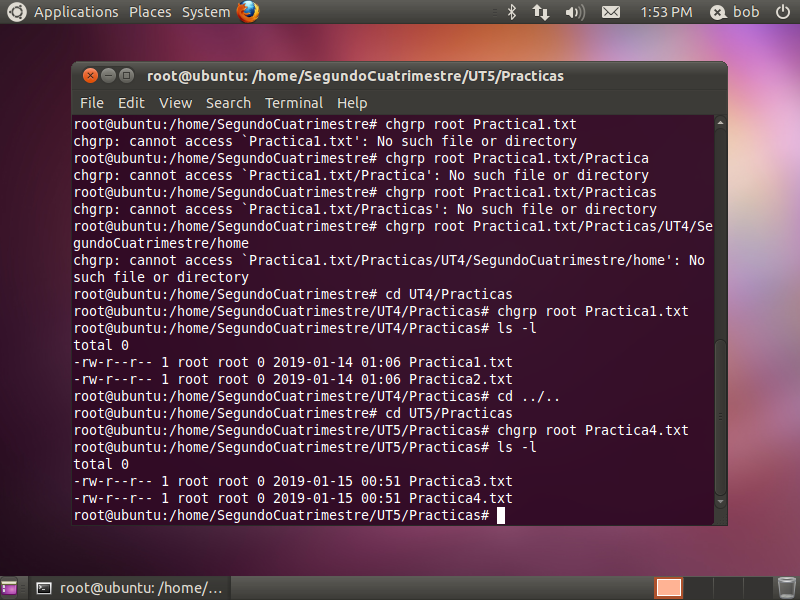 Applications Places System 1:53 PM bob
root@ubuntu: /home/SegundoCuatrimestre/UT5/Practicas
File Edit View Search Terminal Help
root@ubuntu:/home/SegundoCuatrimestre# chgrp root Practica1.txt
chgrp: cannot access `Practica1.txt': No such file or directory
root@ubuntu:/home/SegundoCuatrimestre# chgrp root Practica1.txt/Practica
chgrp: cannot access `Practica1.txt/Practica': No such file or directory
root@ubuntu:/home/SegundoCuatrimestre# chgrp root Practica1.txt/Practicas
chgrp: cannot access `Practica1.txt/Practicas': No such file or directory
root@ubuntu:/home/SegundoCuatrimestre# chgrp root Practica1.txt/Practicas/UT4/Se
gundoCuatrimestre/home
chgrp: cannot access `Practica1.txt/Practicas/UT4/SegundoCuatrimestre/home': No
such file or directory
root@ubuntu:/home/SegundoCuatrimestre# cd UT4/Practicas
root@ubuntu:/home/SegundoCuatrimestre/UT4/Practicas# chgrp root Practica1.txt
root@ubuntu:/home/SegundoCuatrimestre/UT4/Practicas# ls -l
total 0
-rw-r--r-- 1 root root 0 2019-01-14 01:06 Practica1.txt
-rw-r--r-- 1 root root 0 2019-01-14 01:06 Practica2.txt
root@ubuntu:/home/SegundoCuatrimestre/UT4/Practicas# cd ../..
root@ubuntu:/home/SegundoCuatrimestre# cd UT5/Practicas
root@ubuntu:/home/SegundoCuatrimestre/UT5/Practicas# chgrp root Practica4.txt
root@ubuntu:/home/SegundoCuatrimestre/UT5/Practicas# ls -l
total 0
-rw-r--r-- 1 root root 0 2019-01-15 00:51 Practica3.txt
-rw-r--r-- 1 root root 0 2019-01-15 00:51 Practica4.txt
root@ubuntu:/home/SegundoCuatrimestre/UT5/Practicas#
root@ubuntu: /home/...